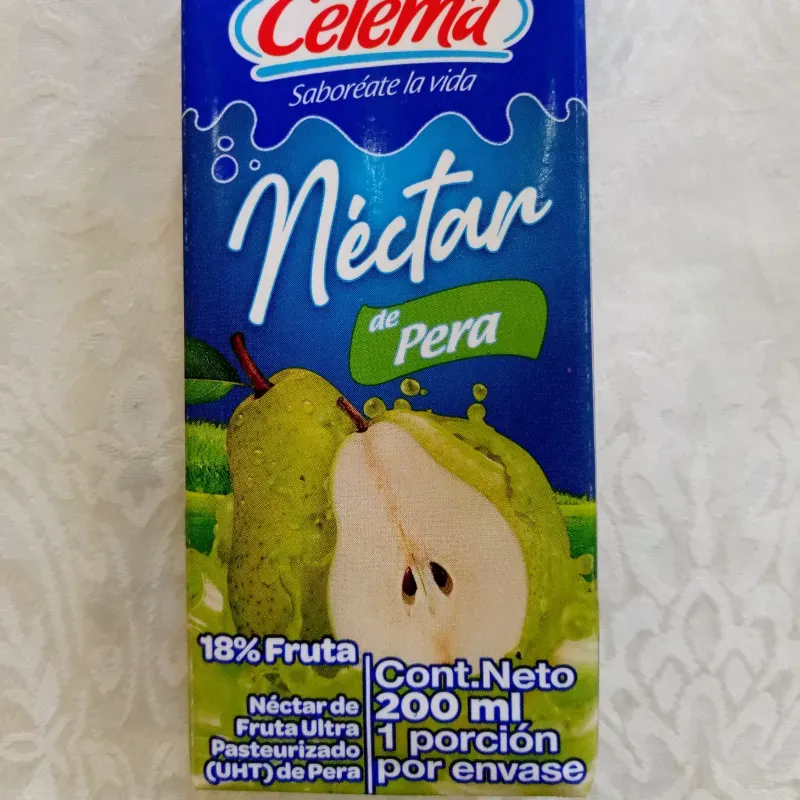 Celema
Saboréate la vida
Néctar
de Pera
18% Fruta
Néctar de
Fruta Ultra
Pasteurizado
(UHT) de Pera
Cont.Neto
200 ml
1 porción
por envase